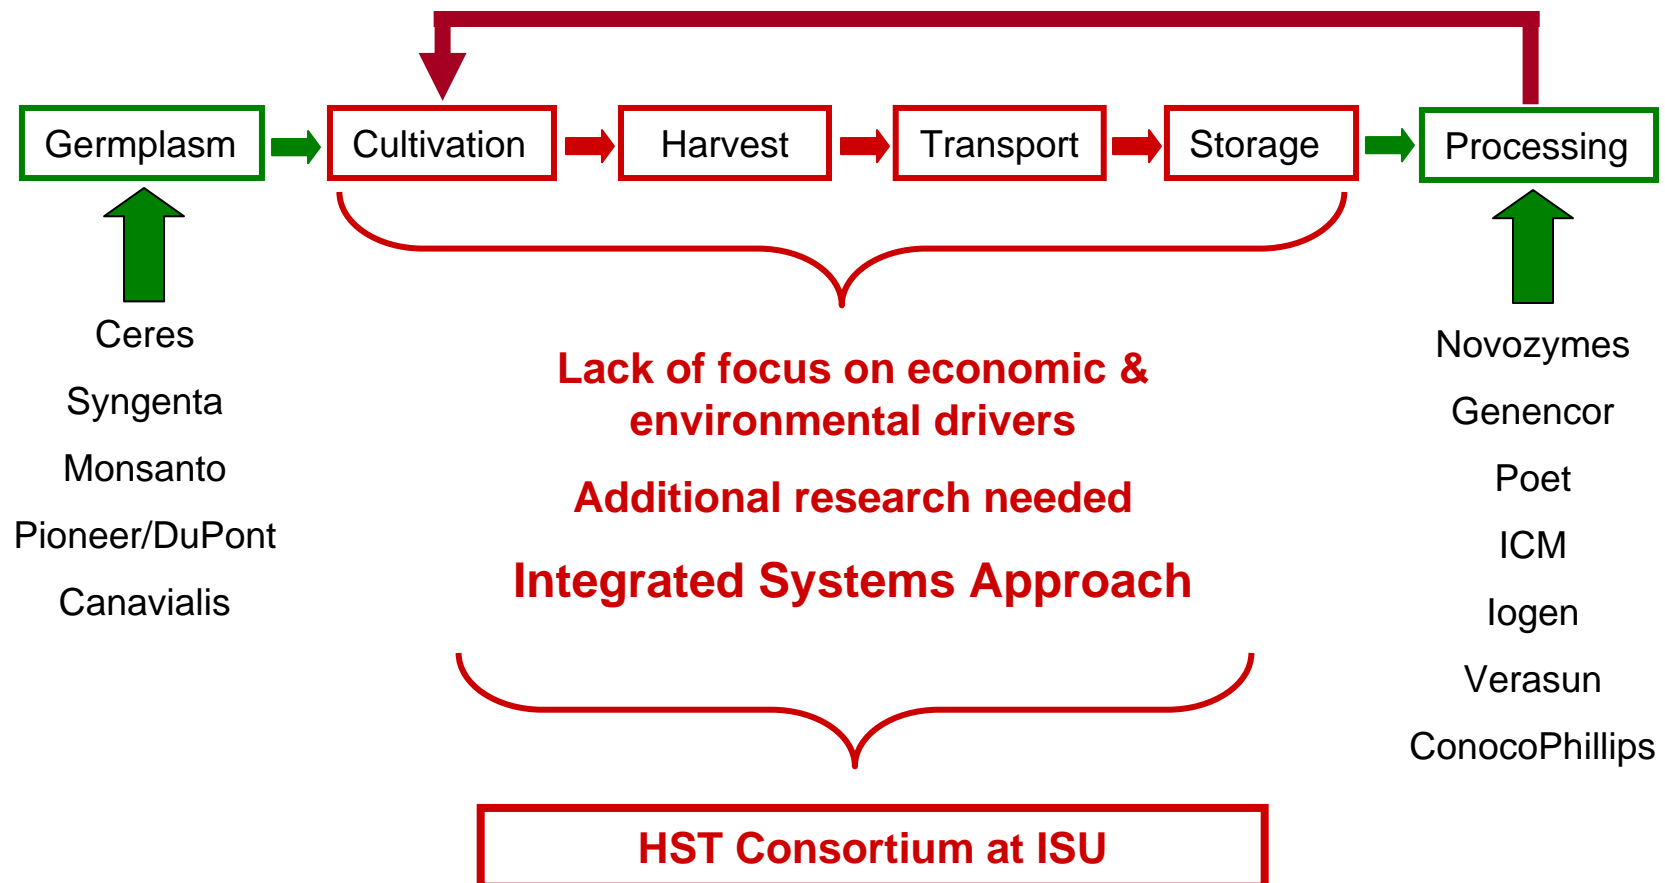 Germplasm
Cultivation
Harvest
Transport
Storage
Processing
Ceres
Syngenta
Monsanto
Pioneer/DuPont
Canavialis
Lack of focus on economic &
environmental drivers
Additional research needed
Integrated Systems Approach
Novozymes
Genencor
Poet
ICM
Iogen
Verasun
ConocoPhillips
HST Consortium at ISU